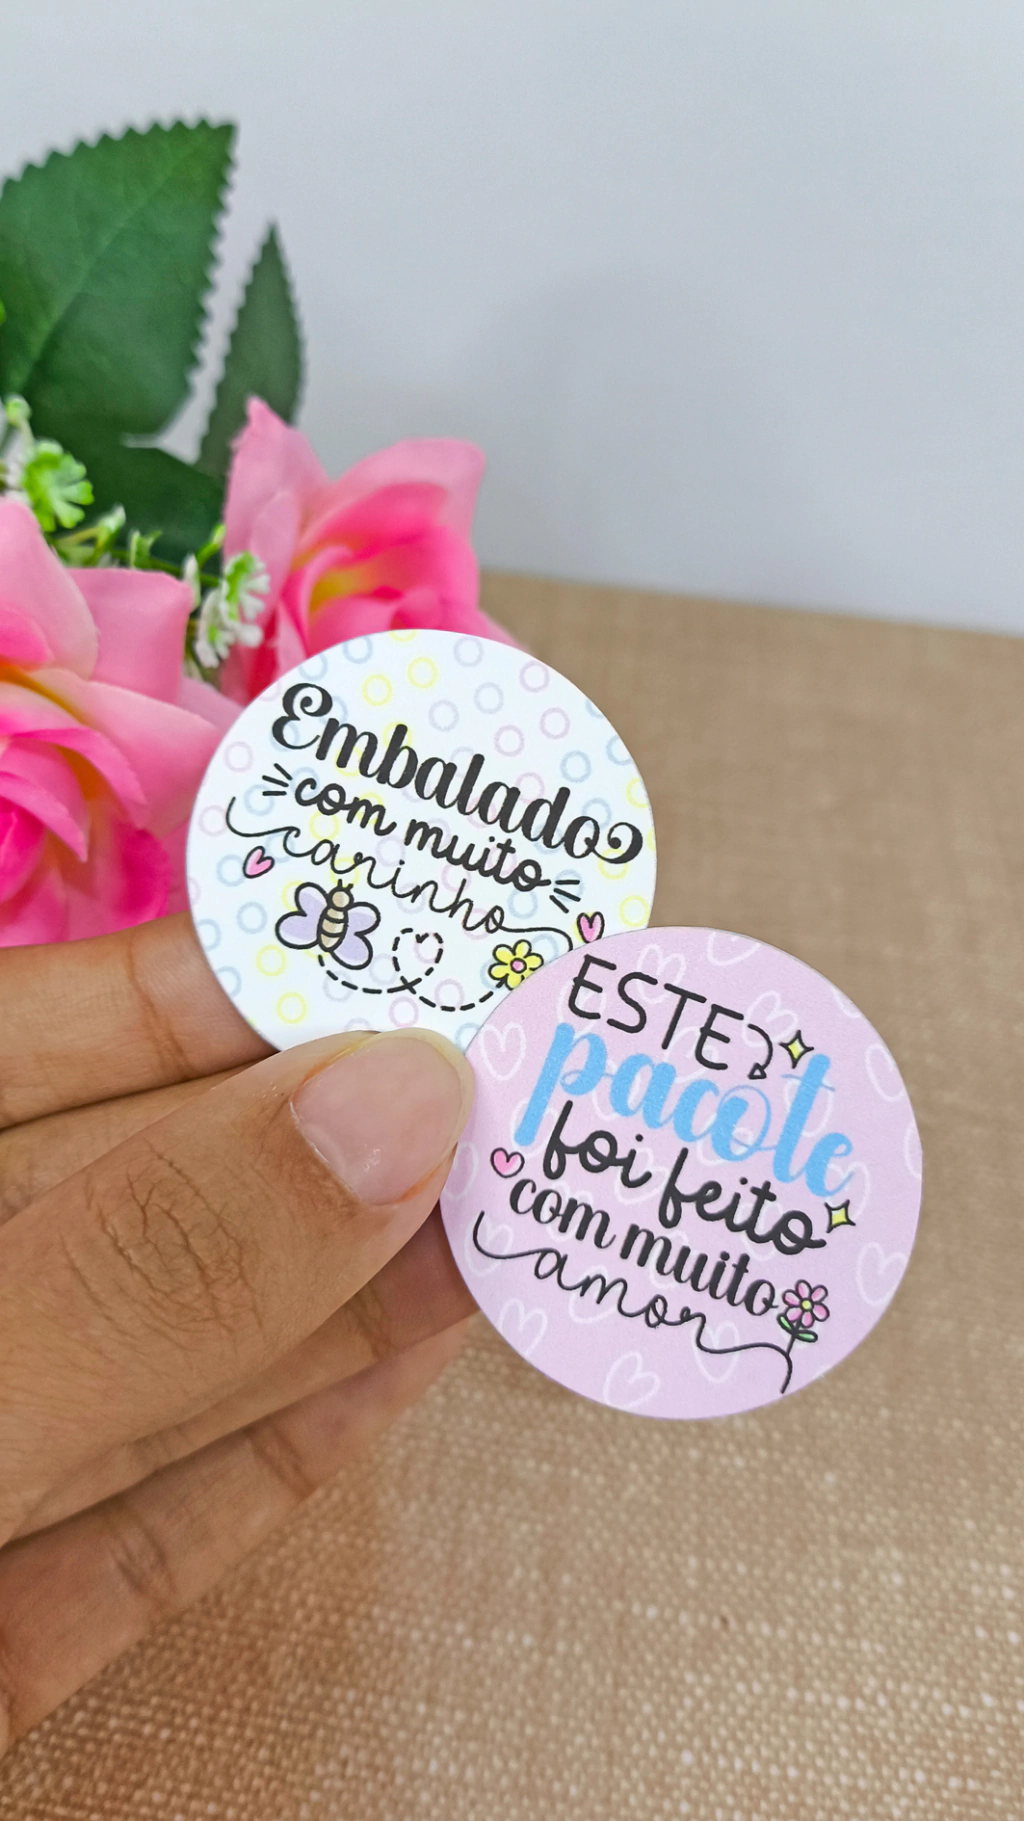 Embalado
com muito
carinho
ESTE
pacote
foi feito
com muito
amor